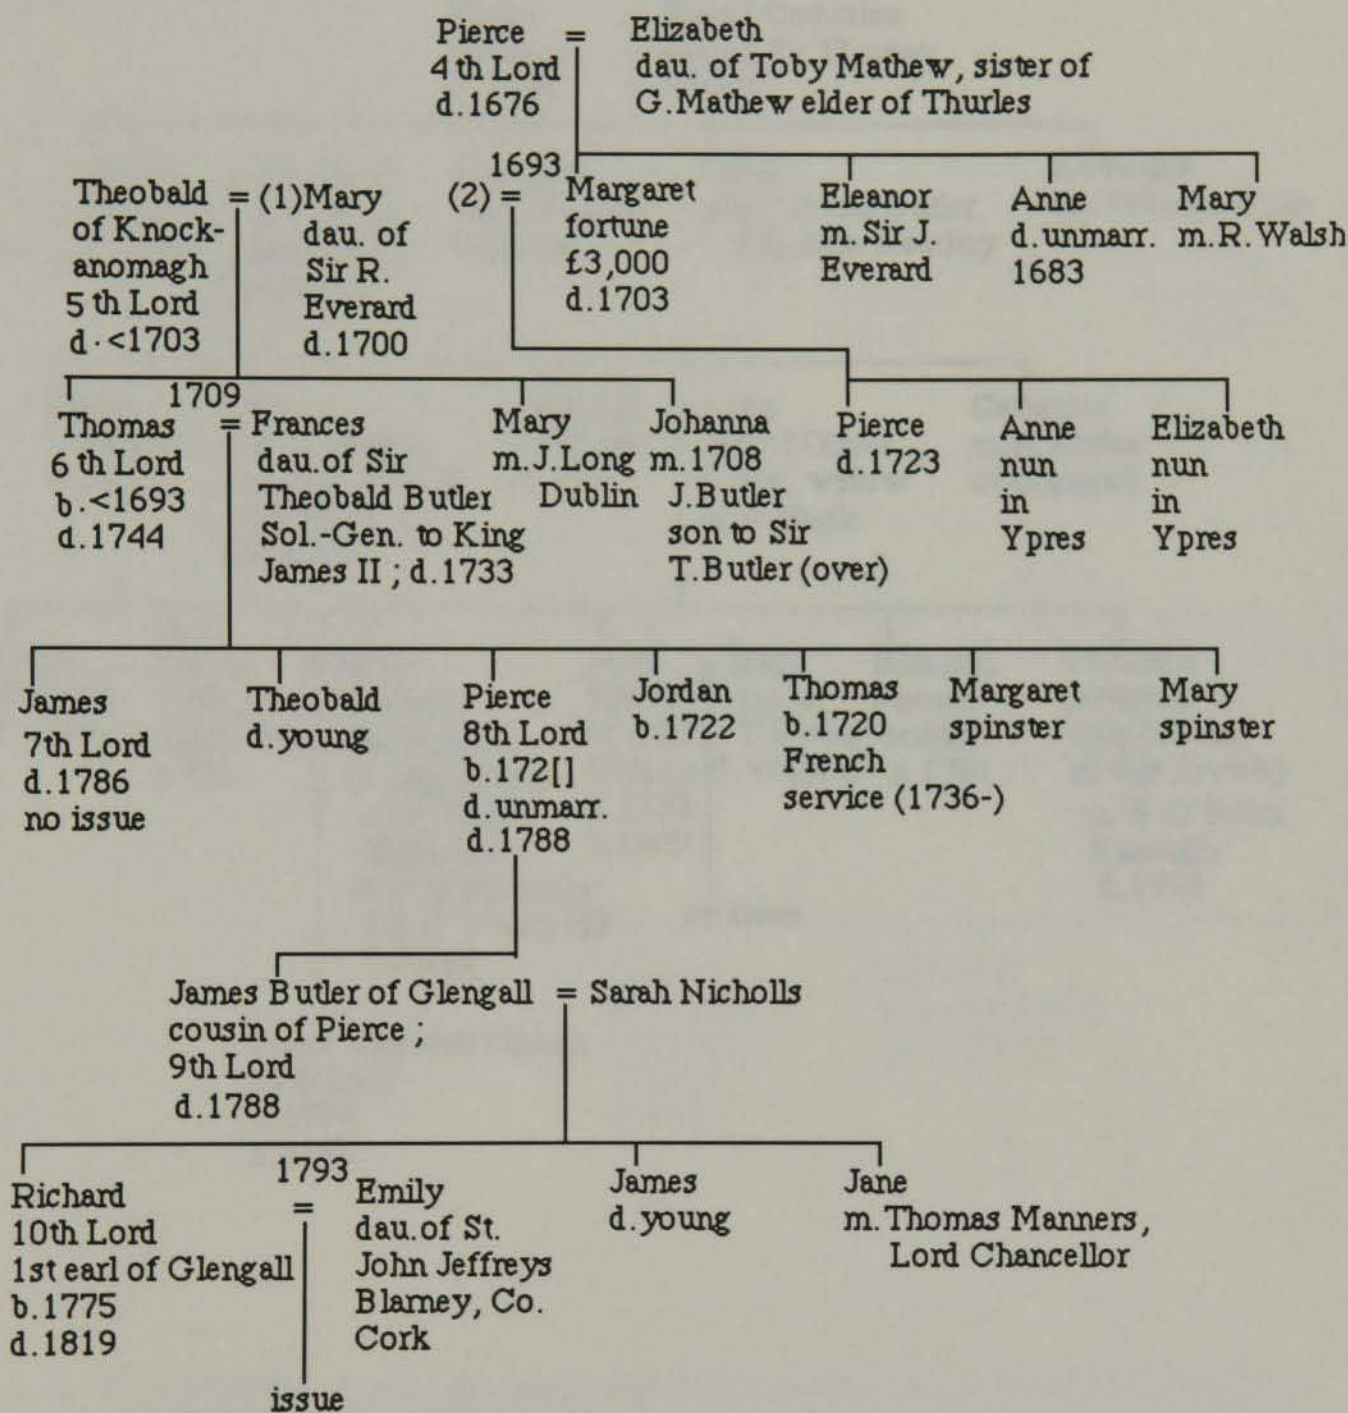 Pierce = Elizabeth
4th Lord dau. of Toby Mathew, sister of
d.1676 G.Mathew elder of Thurles
1693
Theobald = (1)Mary (2) = Margaret Eleanor Anne Mary
of Knock- dau. of fortune m. Sir J. d.unmarr. m.R.Walsh
anomagh Sir R. £3,000 Everard 1683
5th Lord Everard d.1703
d.<1703 d.1700
1709
Thomas = Frances Mary Johanna Pierce Anne Elizabeth
6th Lord dau.of Sir m.J.Long m.1708 d.1723 nun nun
b.<1693 Theobald Butler Dublin J.Butler in in
d.1744 Sol.-Gen. to King son to Sir Ypres Ypres
James II ; d.1733 T.Butler (over)
James Theobald Pierce Jordan Thomas Margaret Mary
7th Lord d.young 8th Lord b.1722 b.1720 spinster spinster
d.1786 b.172[] French
no issue d.unmarr. service (1736-)
d.1788
James Butler of Glengall = Sarah Nicholls
cousin of Pierce ;
9th Lord
d.1788
1793
Richard = Emily James Jane
10th Lord dau.of St. d.young m.Thomas Manners,
1st earl of Glengall John Jeffreys Lord Chancellor
b.1775 Blarney, Co.
d.1819 Cork
issue